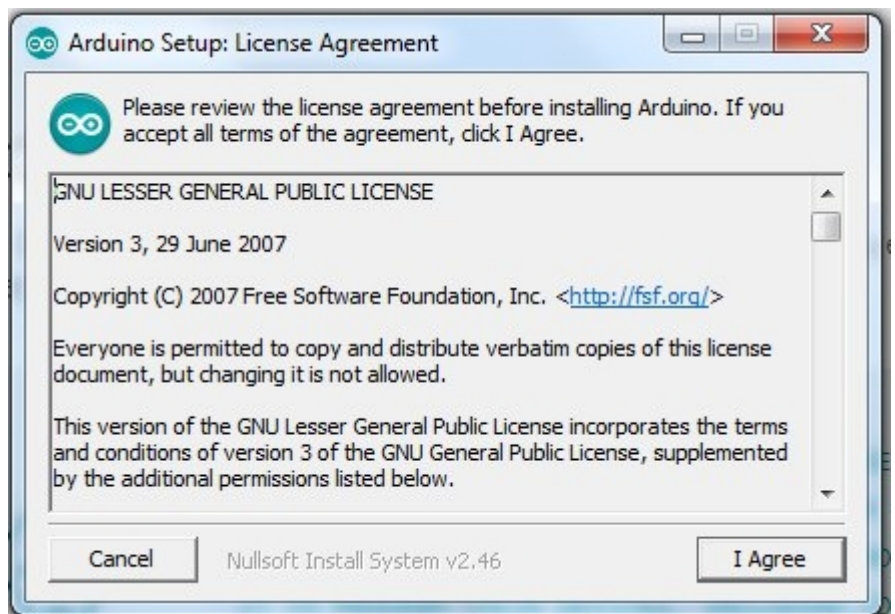 Arduino Setup: License Agreement
Please review the license agreement before installing Arduino. If you
accept all terms of the agreement, click I Agree.
GNU LESSER GENERAL PUBLIC LICENSE
Version 3, 29 June 2007
Copyright (C) 2007 Free Software Foundation, Inc. <http://fsf.org/>
Everyone is permitted to copy and distribute verbatim copies of this license
document, but changing it is not allowed.
This version of the GNU Lesser General Public License incorporates the terms
and conditions of version 3 of the GNU General Public License, supplemented
by the additional permissions listed below.
Cancel
Nullsoft Install System v2.46
I Agree